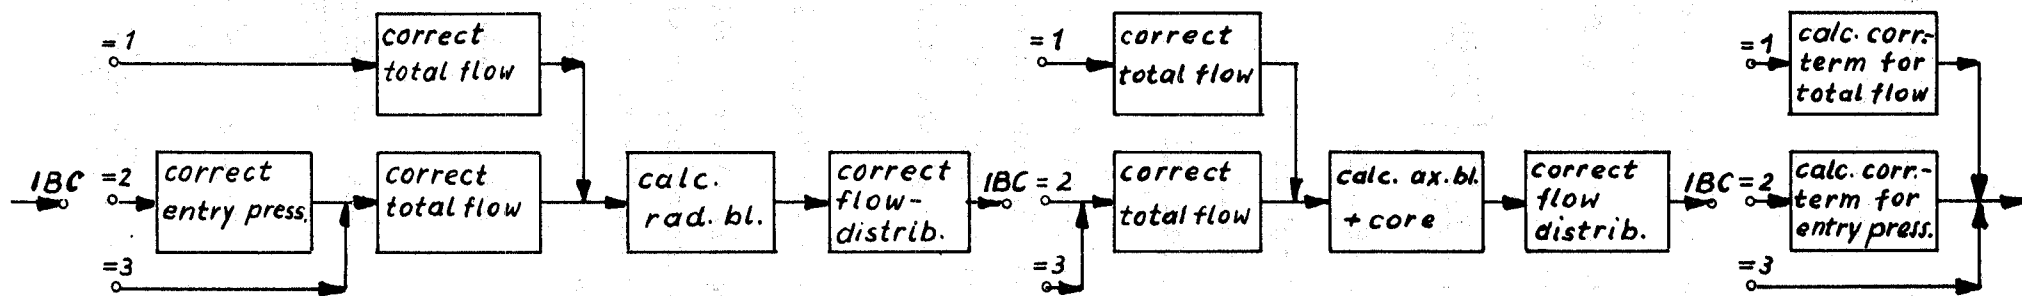 =1
correct
total flow
IBC
=2
correct
entry press.
correct
total flow
=3
calc.
rad. bl.
correct
flow-
distrib.
=1
correct
total flow
IBC = 2
correct
total flow
=3
calc. ax. bl.
+ core
correct
flow
distrib.
=1
calc. corr.-
term for
total flow
IBC = 2
calc. corr.-
term for
entry press.
=3